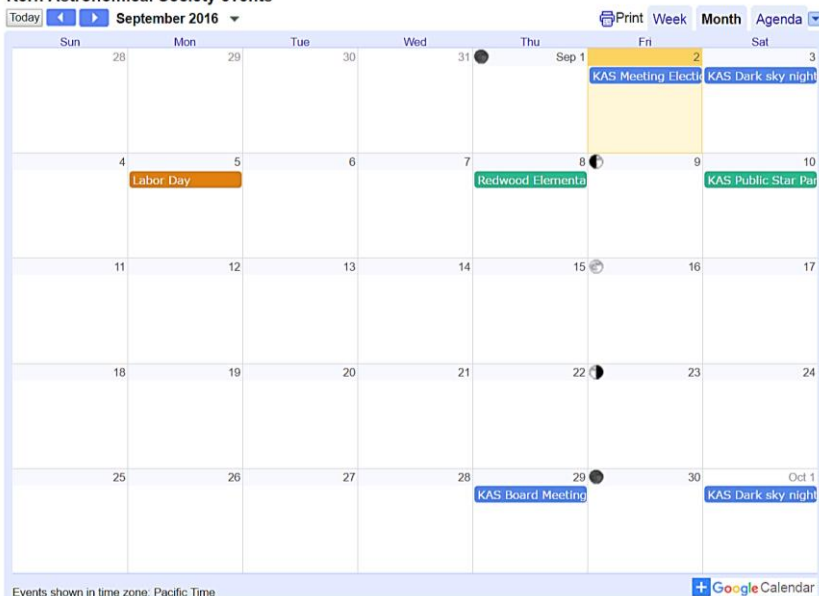 Kern Astronomical Society events
Today September 2016 Print Week Month Agenda
Sun Mon Tue Wed Thu Fri Sat
28 29 30 31 Sep 1 2 3
KAS Meeting Electi KAS Dark sky night
4 5 6 7 8 9 10
Labor Day Redwood Elementa KAS Public Star Par
11 12 13 14 15 16 17
18 19 20 21 22 23 24
25 26 27 28 29 30 Oct 1
KAS Board Meeting KAS Dark sky night
Events shown in time zone: Pacific Time
Google Calendar